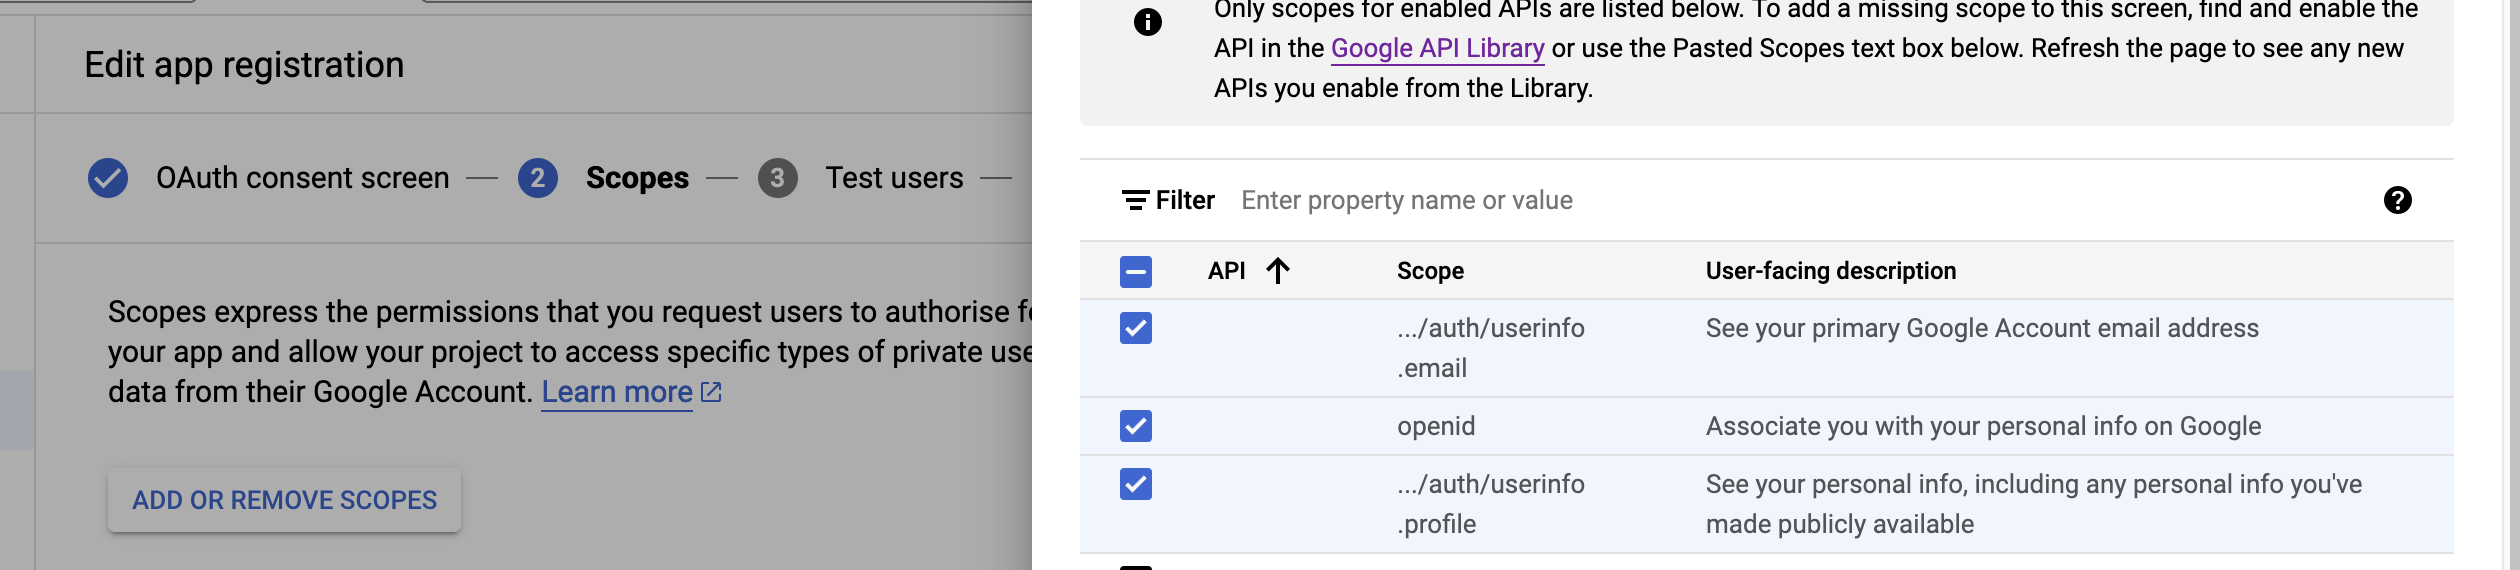 Edit app registration
OAuth consent screen
2 Scopes
3 Test users
Scopes express the permissions that you request users to authorise f
your app and allow your project to access specific types of private use
data from their Google Account. Learn more
ADD OR REMOVE SCOPES
Only scopes for enabled APIs are listed below. To add a missing scope to this screen, find and enable the
API in the Google API Library or use the Pasted Scopes text box below. Refresh the page to see any new
APIs you enable from the Library.
Filter Enter property name or value
API Scope User-facing description
.../auth/userinfo See your primary Google Account email address
.email
openid Associate you with your personal info on Google
.../auth/userinfo See your personal info, including any personal info you've
.profile made publicly available